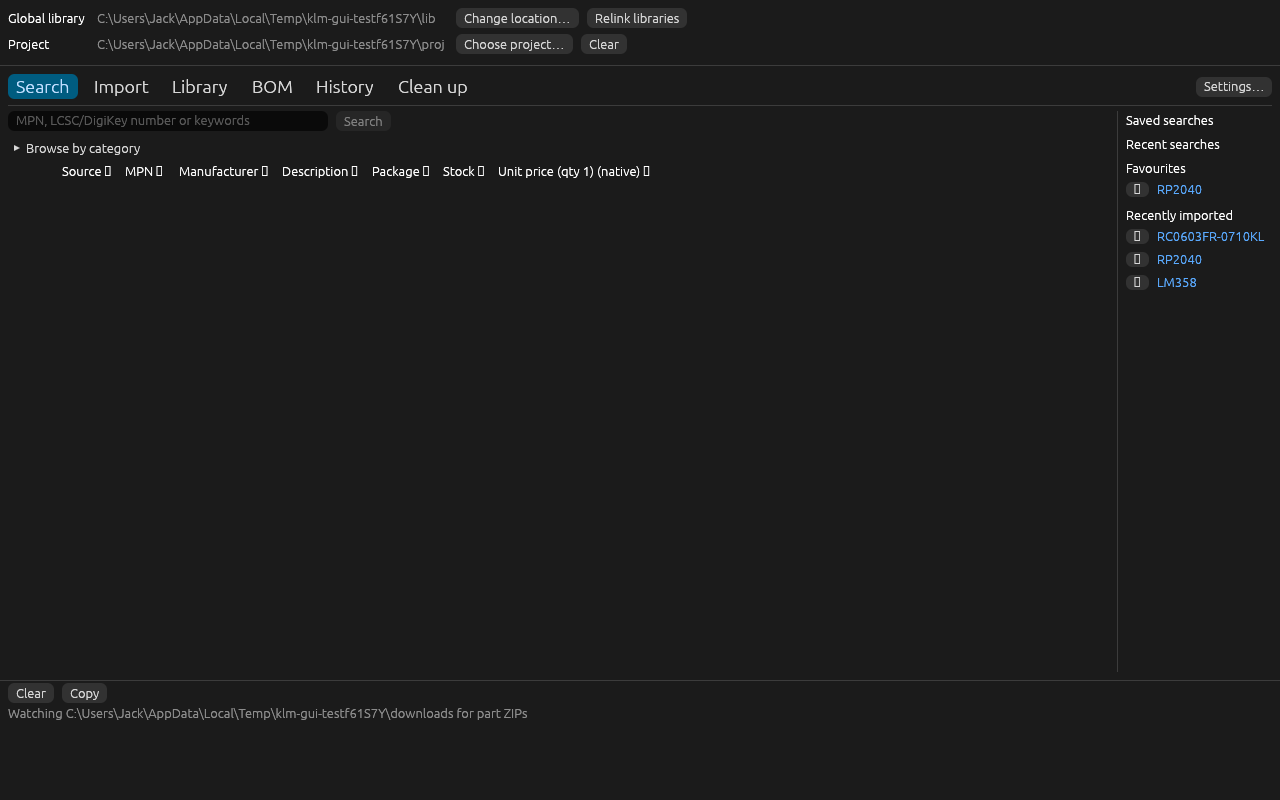 Global library C:\Users\Jack\AppData\Local\Temp\klm-gui-testf61S7Y\lib Change location… Relink libraries
Project C:\Users\Jack\AppData\Local\Temp\klm-gui-testf61S7Y\proj Choose project… Clear
Search Import Library BOM History Clean up Settings…
MPN, LCSC/DigiKey number or keywords Search
Browse by category
Source MPN Manufacturer Description Package Stock Unit price (qty 1) (native)
Saved searches
Recent searches
Favourites
RP2040
Recently imported
RC0603FR-0710KL
RP2040
LM358
Clear Copy
Watching C:\Users\Jack\AppData\Local\Temp\klm-gui-testf61S7Y\downloads for part ZIPs